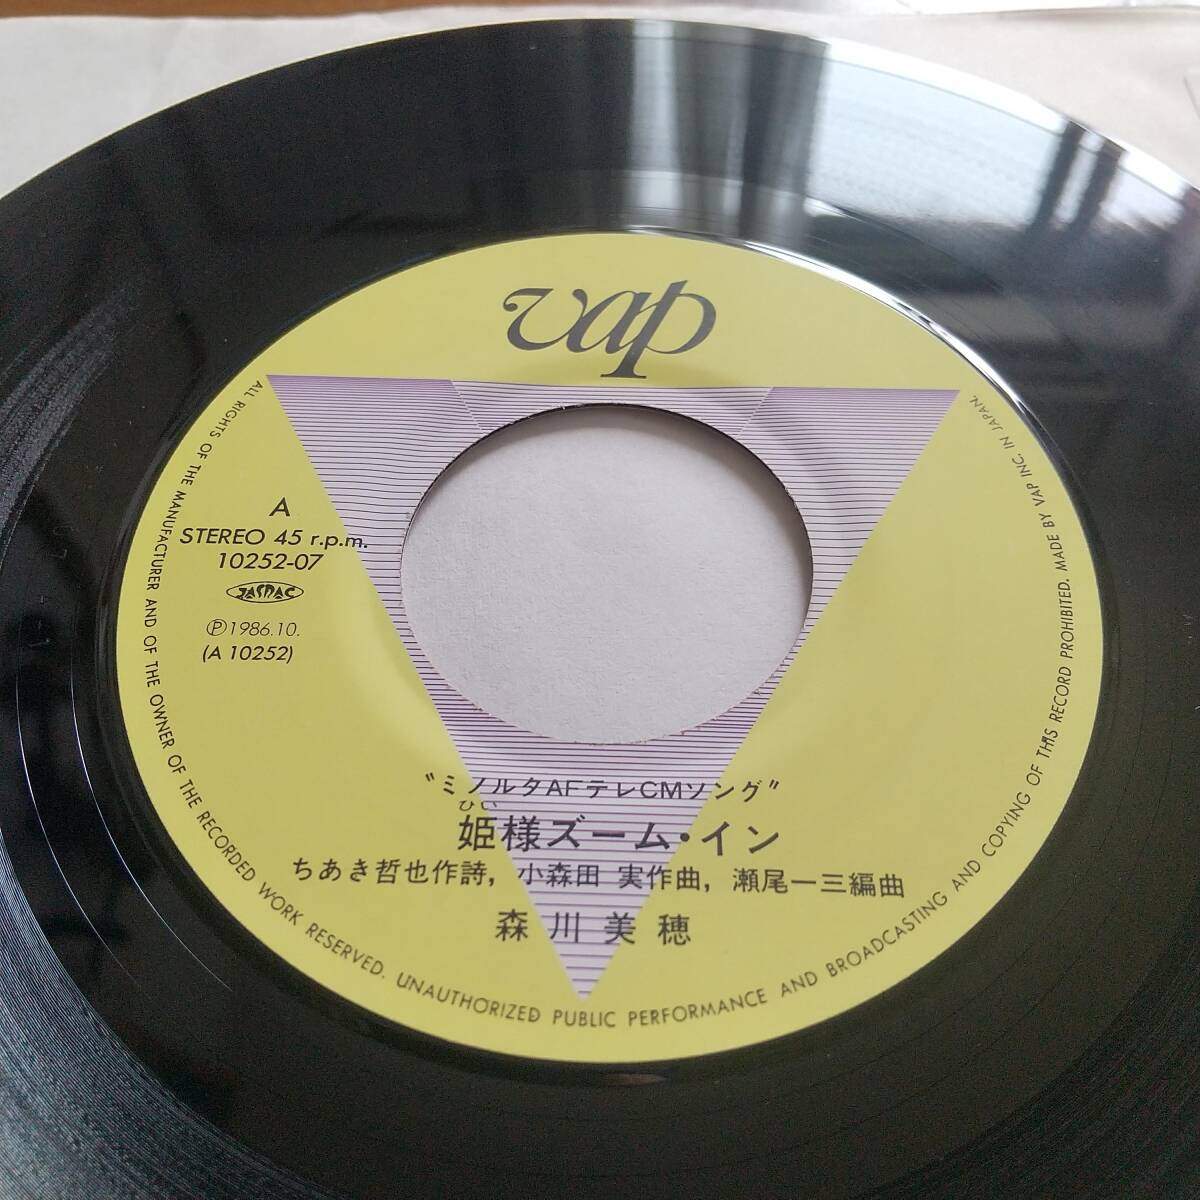 vap
A
STEREO 45 r.p.m.
10252-07
JASRAC
Ⓟ1986.10.
(A 10252)
"ミノルタAFテレCMソング"
ひい
姫様ズーム・イン
ちあき哲也作詩, 小森田 実作曲, 瀬尾一三編曲
森川美穂
ALL RIGHTS OF THE MANUFACTURER AND OF THE OWNER OF THE RECORDED WORK RESERVED. UNAUTHORIZED PUBLIC PERFORMANCE AND BROADCASTING AND COPYING OF THIS RECORD PROHIBITED. MADE BY VAP INC. IN JAPAN.